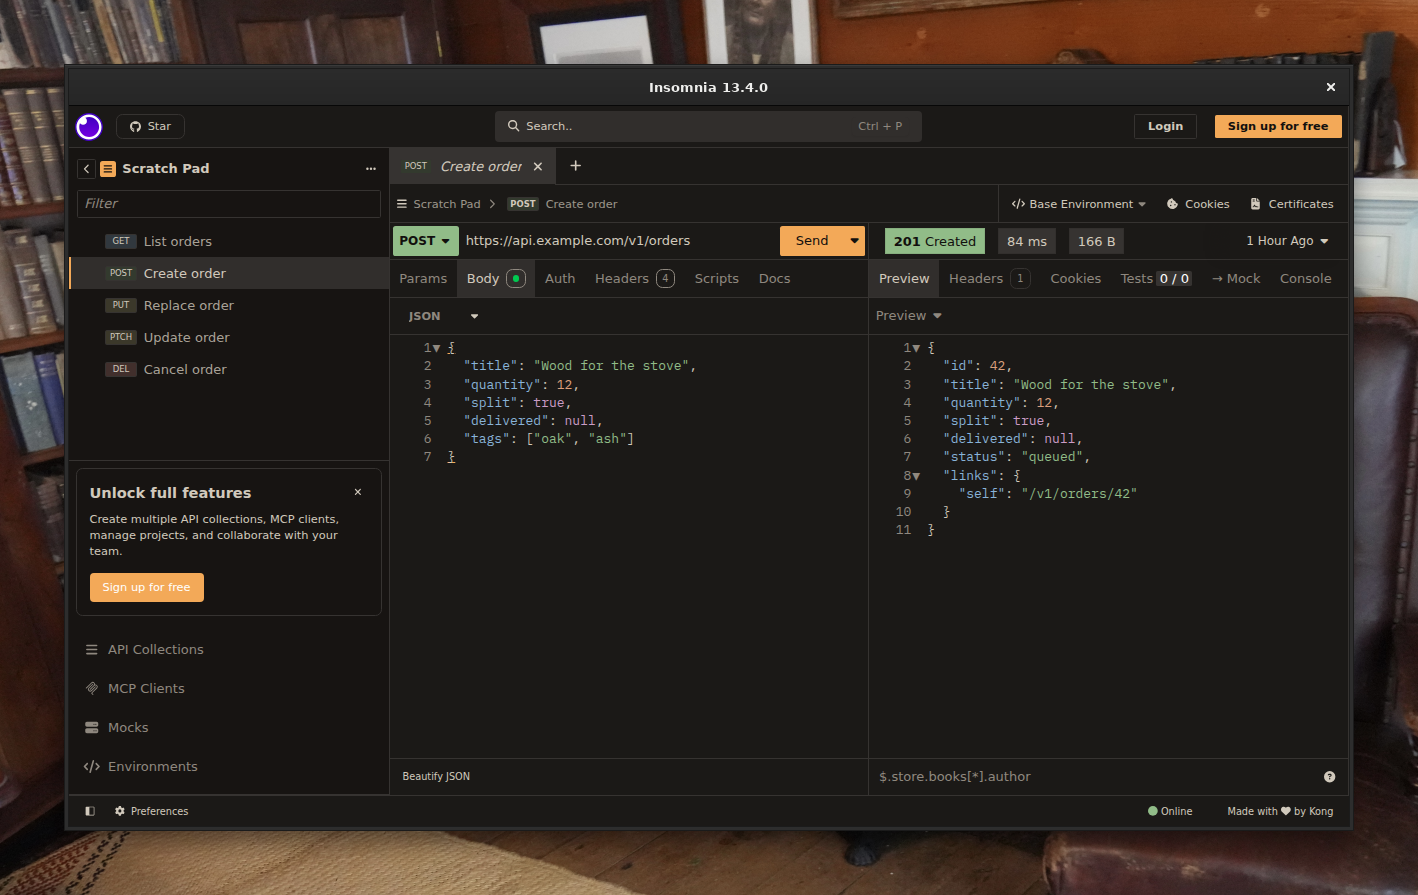 Insomnia 13.4.0
Star
Search..
Ctrl + P
Login
Sign up for free
Scratch Pad
Filter
GET List orders
POST Create order
PUT Replace order
PTCH Update order
DEL Cancel order
Unlock full features
Create multiple API collections, MCP clients,
manage projects, and collaborate with your
team.
Sign up for free
API Collections
MCP Clients
Mocks
Environments
POST Create order
Scratch Pad > POST Create order
Base Environment
Cookies
Certificates
POST https://api.example.com/v1/orders
Send
Params Body Auth Headers 4 Scripts Docs
JSON
1 {
2 "title": "Wood for the stove",
3 "quantity": 12,
4 "split": true,
5 "delivered": null,
6 "tags": ["oak", "ash"]
7 }
Beautify JSON
201 Created 84 ms 166 B
1 Hour Ago
Preview Headers 1 Cookies Tests 0 / 0 → Mock Console
Preview
1 {
2 "id": 42,
3 "title": "Wood for the stove",
4 "quantity": 12,
5 "split": true,
6 "delivered": null,
7 "status": "queued",
8 "links": {
9 "self": "/v1/orders/42"
10 }
11 }
$.store.books[*].author
Preferences
Online
Made with ♥ by Kong